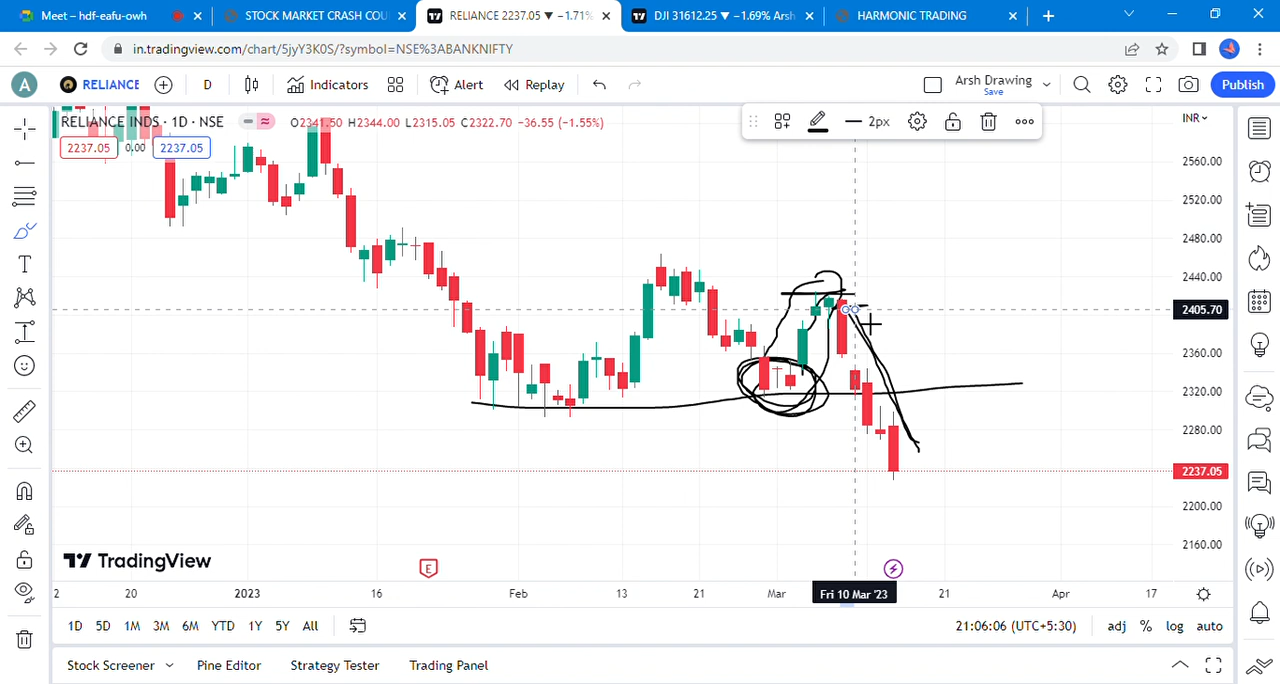 Meet – hdf-eafu-owh
STOCK MARKET CRASH COU
RELIANCE 2237.05 ▼ −1.71%
DJI 31612.25 ▼ −1.69% Arsh
HARMONIC TRADING
in.tradingview.com/chart/5jyY3K0S/?symbol=NSE%3ABANKNIFTY
A
RELIANCE
D
Indicators
Alert
Replay
Arsh Drawing
Save
Publish
RELIANCE INDS · 1D · NSE
O2341.50 H2344.00 L2315.05 C2322.70 −36.55 (−1.55%)
2237.05 0.00 2237.05
2px
INR
2560.00
2520.00
2480.00
2440.00
2405.70
2360.00
2320.00
2280.00
2237.05
2200.00
2160.00
TradingView
E
2 20 2023 16 Feb 13 21 Mar Fri 10 Mar '23 21 Apr 17
1D 5D 1M 3M 6M YTD 1Y 5Y All
21:06:06 (UTC+5:30) adj % log auto
Stock Screener Pine Editor Strategy Tester Trading Panel